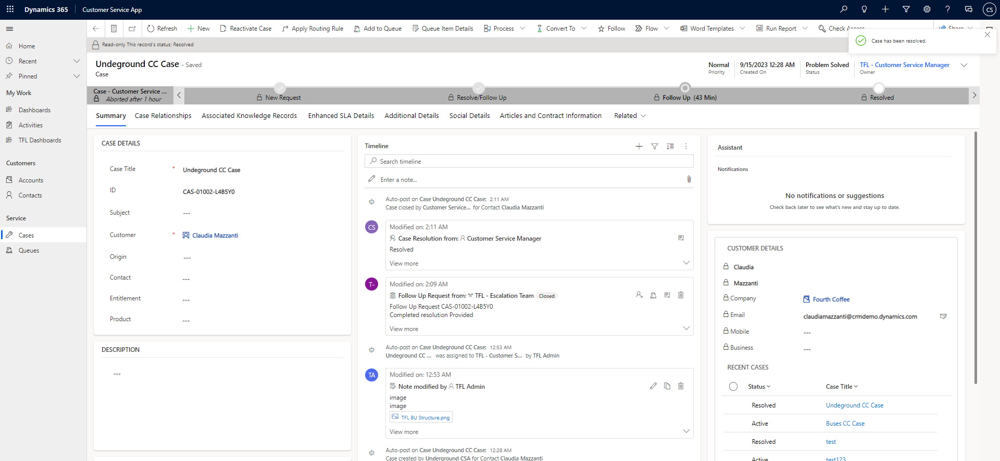 Dynamics 365
Customer Service App
CS
Refresh
New
Reactivate Case
Apply Routing Rule
Add to Queue
Queue Item Details
Process
Convert To
Follow
Flow
Word Templates
Run Report
Check Access
Share
Case has been resolved.
Read-only This record's status: Resolved
Home
Recent
Pinned
My Work
Dashboards
Activities
TFL Dashboards
Customers
Accounts
Contacts
Service
Cases
Queues
Undeground CC Case - Saved
Case
Normal
Priority
9/15/2023 12:28 AM
Created On
Problem Solved
Status
TFL - Customer Service Manager
Owner
Case - Customer Service ...
Aborted after 1 hour
New Request
Resolve/Follow Up
Follow Up (43 Min)
Resolved
Summary
Case Relationships
Associated Knowledge Records
Enhanced SLA Details
Additional Details
Social Details
Articles and Contract Information
Related
CASE DETAILS
Case Title * Undeground CC Case
ID CAS-01002-L4B5Y0
Subject ---
Customer * Claudia Mazzanti
Origin ---
Contact ---
Entitlement ---
Product ---
DESCRIPTION
---
Timeline
Search timeline
Enter a note...
Auto-post on Case Undeground CC Case: 2:11 AM
Case closed by Customer Service... for Contact Claudia Mazzanti
CS
Modified on: 2:11 AM
Case Resolution from: Customer Service Manager
Resolved
View more
T-
Modified on: 2:09 AM
Follow Up Request from: TFL - Escalation Team Closed
Follow Up Request CAS-01002-L4B5Y0
Completed resolution Provided
View more
Auto-post on Case Undeground CC Case: 12:53 AM
Undeground CC ... was assigned to TFL - Customer S... by TFL Admin
TA
Modified on: 12:53 AM
Note modified by TFL Admin
image
image
TFL BU Structure.png
View more
Auto-post on Case Undeground CC Case: 12:28 AM
Case created by Underground CSA for Contact Claudia Mazzanti
Assistant
Notifications
No notifications or suggestions
Check back later to see what's new and stay up to date.
CUSTOMER DETAILS
Claudia
Mazzanti
Company Fourth Coffee
Email claudiamazzanti@crmdemo.dynamics.com
Mobile ---
Business ---
RECENT CASES
Status Case Title
Resolved Undeground CC Case
Active Buses CC Case
Resolved test
Active test123